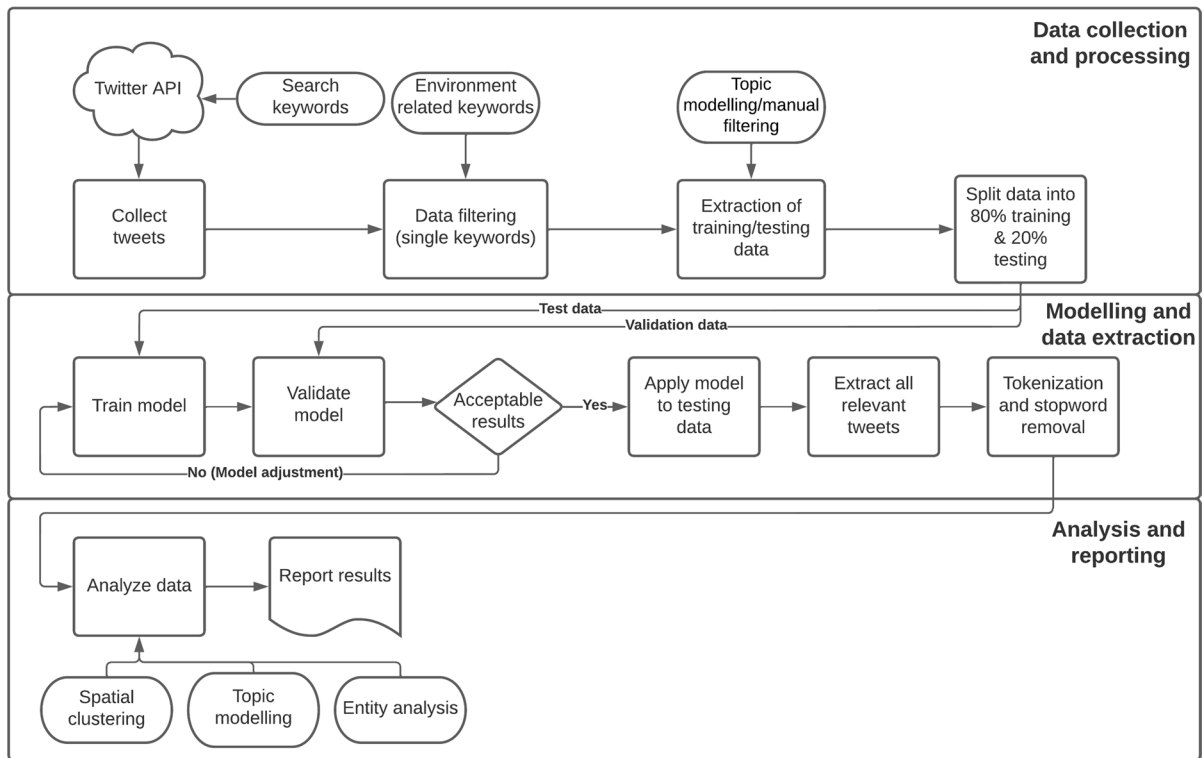 Data collection
and processing
Twitter API
Search
keywords
Environment
related keywords
Topic
modelling/manual
filtering
Collect
tweets
Data filtering
(single keywords)
Extraction of
training/testing
data
Split data into
80% training
& 20%
testing
Modelling and
data extraction
Test data
Validation data
Train model
Validate
model
Acceptable
results
Yes
Apply model
to testing
data
Extract all
relevant
tweets
Tokenization
and stopword
removal
No (Model adjustment)
Analysis and
reporting
Analyze data
Report results
Spatial
clustering
Topic
modelling
Entity analysis